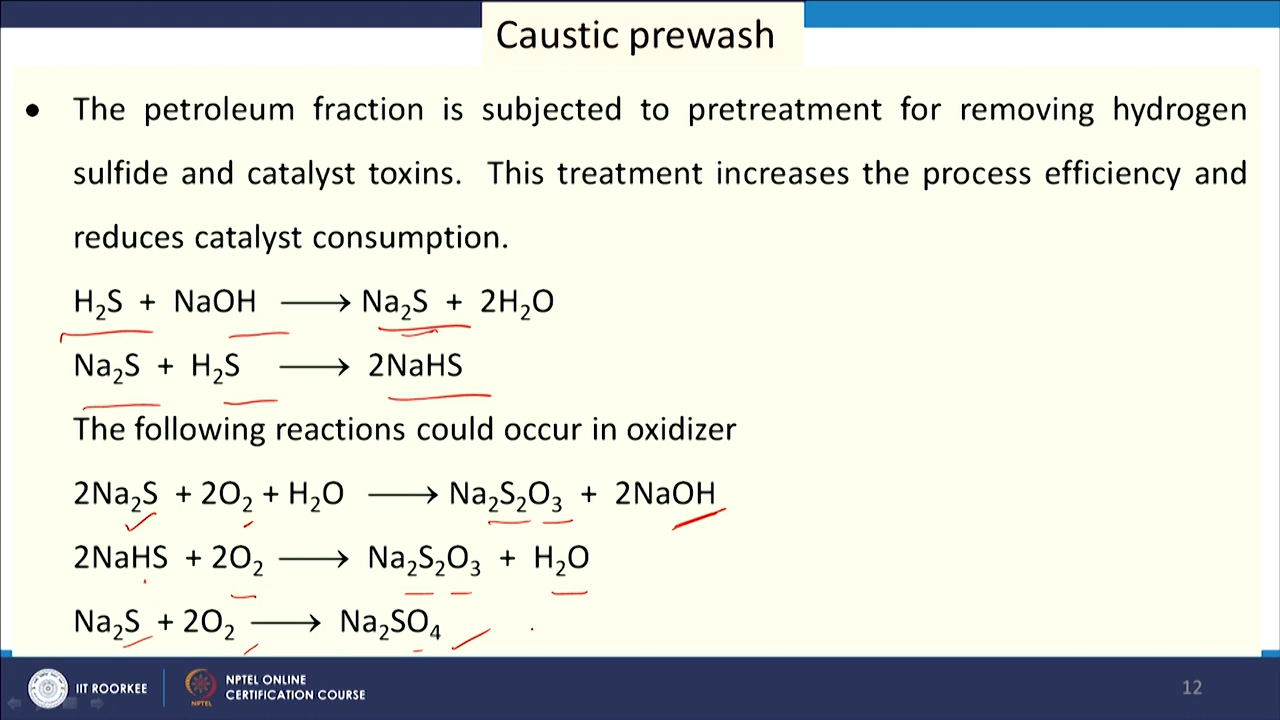 Caustic prewash
• The petroleum fraction is subjected to pretreatment for removing hydrogen
sulfide and catalyst toxins. This treatment increases the process efficiency and
reduces catalyst consumption.
H₂S + NaOH ⟶ Na₂S + 2H₂O
Na₂S + H₂S ⟶ 2NaHS
The following reactions could occur in oxidizer
2Na₂S + 2O₂ + H₂O ⟶ Na₂S₂O₃ + 2NaOH
2NaHS + 2O₂ ⟶ Na₂S₂O₃ + H₂O
Na₂S + 2O₂ ⟶ Na₂SO₄
IIT ROORKEE
NPTEL ONLINE
CERTIFICATION COURSE
NPTEL
12